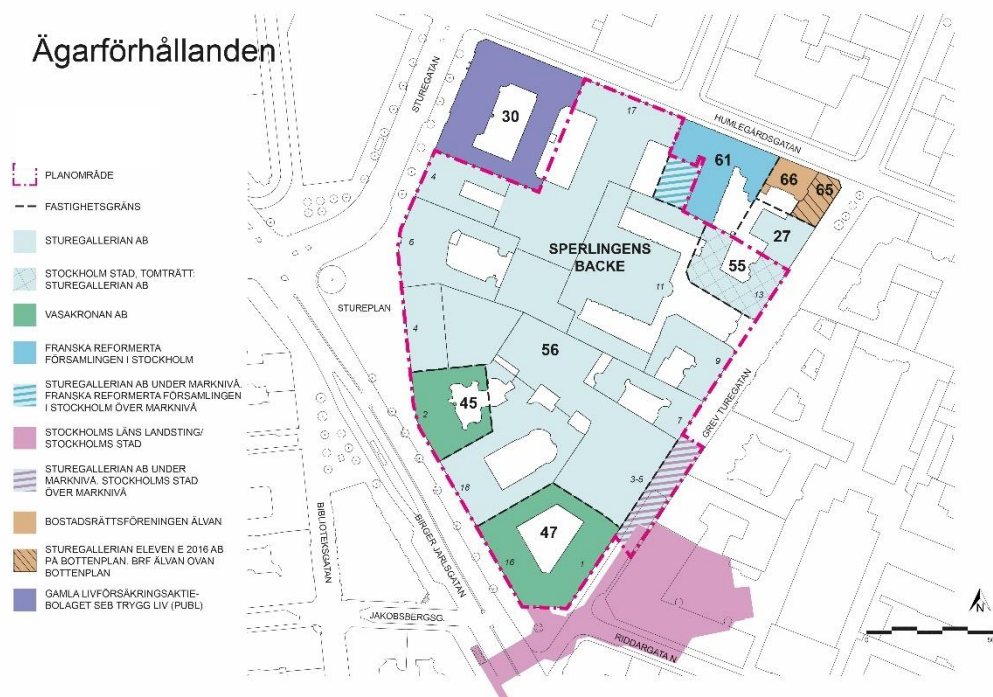 Ägarförhållanden
PLANOMRÅDE
FASTIGHETSGRÄNS
STUREGALLERIAN AB
STOCKHOLM STAD, TOMTRÄTT:
STUREGALLERIAN AB
VASAKRONAN AB
FRANSKA REFORMERTA
FÖRSAMLINGEN I STOCKHOLM
STUREGALLERIAN AB UNDER MARKNIVÅ.
FRANSKA REFORMERTA FÖRSAMLINGEN
I STOCKHOLM ÖVER MARKNIVÅ
STOCKHOLMS LÄNS LANDSTING/
STOCKHOLMS STAD
STUREGALLERIAN AB UNDER
MARKNIVÅ. STOCKHOLMS STAD
ÖVER MARKNIVÅ
BOSTADSRÄTTSFÖRENINGEN ÄLVAN
STUREGALLERIAN ELEVEN E 2016 AB
PÅ BOTTENPLAN. BRF ÄLVAN OVAN
BOTTENPLAN
GAMLA LIVFÖRSÄKRINGSAKTIE-
BOLAGET SEB TRYGG LIV (PUBL)
STUREGATAN
30
17
HUMLEGÅRDSGATAN
61
66
65
27
4
6
SPERLINGENS
BACKE
11
55
13
STUREPLAN
4
56
9
GREV TUREGATAN
2
45
7
18
3-5
BIBLIOTEKSGATAN
BIRGER JARLSGATAN
47
16
1
JAKOBSBERGSG.
RIDDARGATAN
N
0